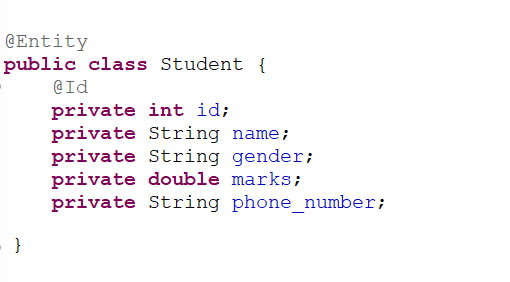 @Entity
public class Student {
@Id
private int id;
private String name;
private String gender;
private double marks;
private String phone_number;
}